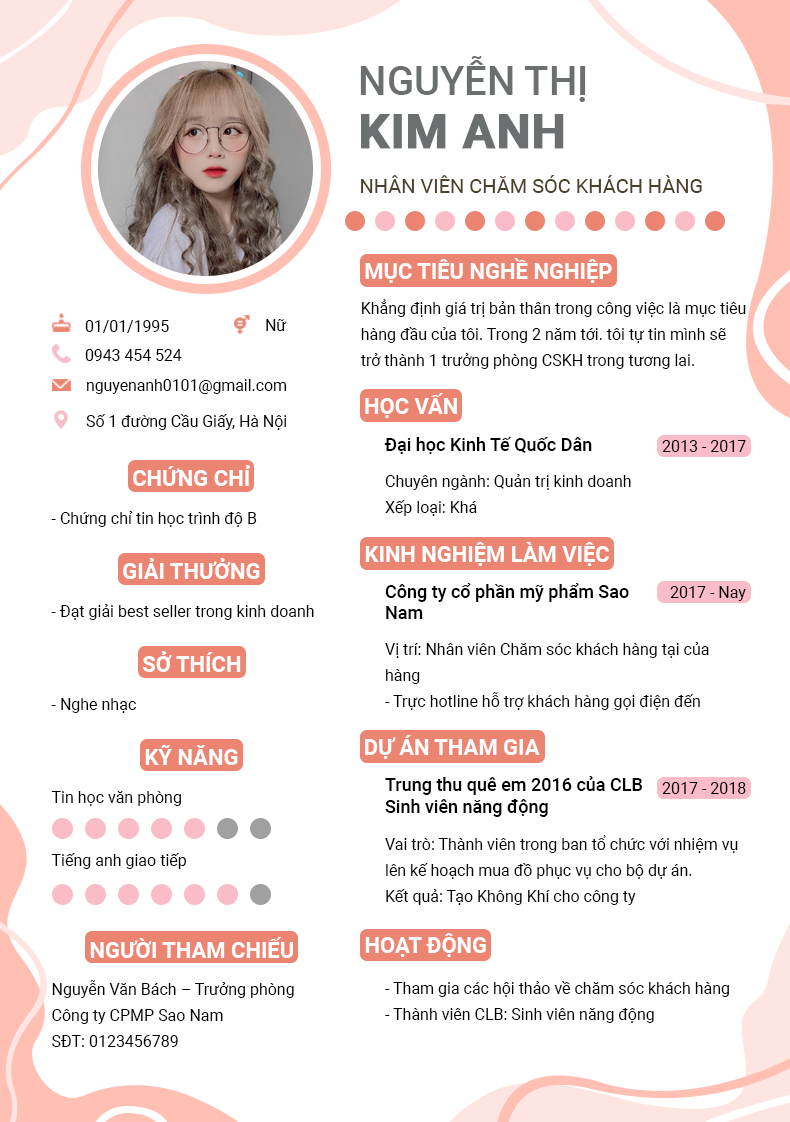 NGUYỄN THỊ
KIM ANH
NHÂN VIÊN CHĂM SÓC KHÁCH HÀNG
01/01/1995
Nữ
0943 454 524
nguyenanh0101@gmail.com
Số 1 đường Cầu Giấy, Hà Nội
CHỨNG CHỈ
- Chứng chỉ tin học trình độ B
GIẢI THƯỞNG
- Đạt giải best seller trong kinh doanh
SỞ THÍCH
- Nghe nhạc
KỸ NĂNG
Tin học văn phòng
Tiếng anh giao tiếp
NGƯỜI THAM CHIẾU
Nguyễn Văn Bách – Trưởng phòng
Công ty CPMP Sao Nam
SĐT: 0123456789
MỤC TIÊU NGHỀ NGHIỆP
Khẳng định giá trị bản thân trong công việc là mục tiêu
hàng đầu của tôi. Trong 2 năm tới. tôi tự tin mình sẽ
trở thành 1 trưởng phòng CSKH trong tương lai.
HỌC VẤN
Đại học Kinh Tế Quốc Dân
2013 - 2017
Chuyên ngành: Quản trị kinh doanh
Xếp loại: Khá
KINH NGHIỆM LÀM VIỆC
Công ty cổ phần mỹ phẩm Sao
Nam
2017 - Nay
Vị trí: Nhân viên Chăm sóc khách hàng tại cửa
hàng
- Trực hotline hỗ trợ khách hàng gọi điện đến
DỰ ÁN THAM GIA
Trung thu quê em 2016 của CLB
Sinh viên năng động
2017 - 2018
Vai trò: Thành viên trong ban tổ chức với nhiệm vụ
lên kế hoạch mua đồ phục vụ cho bộ dự án.
Kết quả: Tạo Không Khí cho công ty
HOẠT ĐỘNG
- Tham gia các hội thảo về chăm sóc khách hàng
- Thành viên CLB: Sinh viên năng động